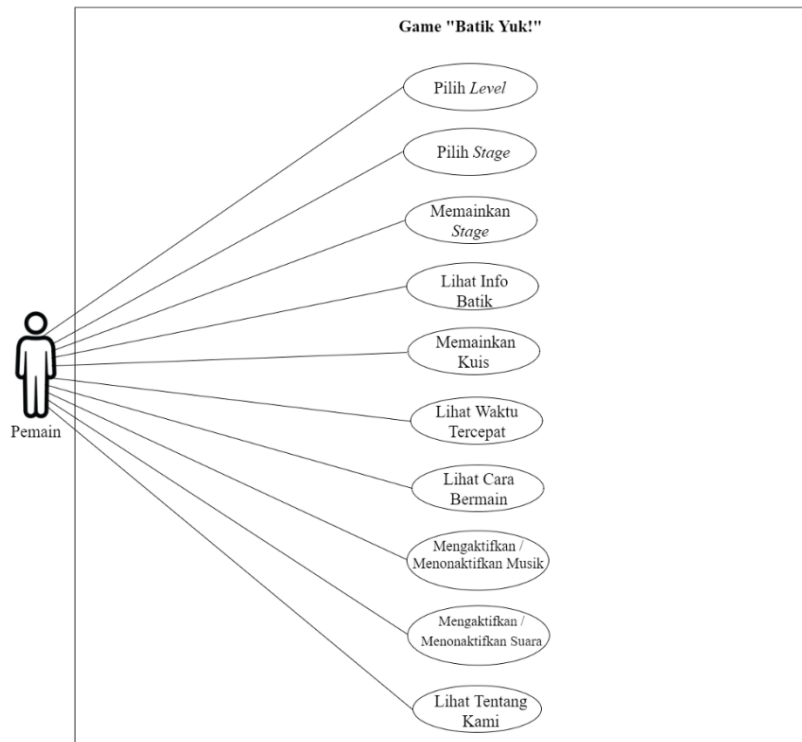 Game "Batik Yuk!"
Pilih Level
Pilih Stage
Memainkan
Stage
Lihat Info
Batik
Memainkan
Kuis
Pemain
Lihat Waktu
Tercepat
Lihat Cara
Bermain
Mengaktifkan /
Menonaktifkan Musik
Mengaktifkan /
Menonaktifkan Suara
Lihat Tentang
Kami